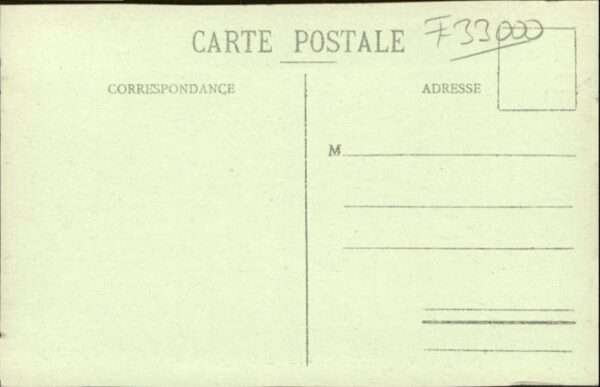 CARTE POSTALE
F33000
CORRESPONDANCE
ADRESSE
M